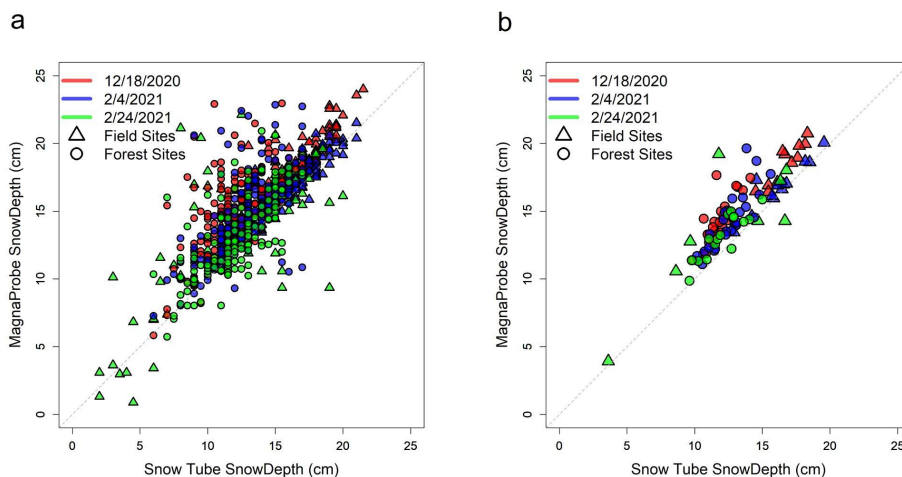 a
b
MagnaProbe SnowDepth (cm)
25
20
15
10
5
0
12/18/2020
2/4/2021
2/24/2021
Field Sites
Forest Sites
0 5 10 15 20 25
Snow Tube SnowDepth (cm)
MagnaProbe SnowDepth (cm)
25
20
15
10
5
0
12/18/2020
2/4/2021
2/24/2021
Field Sites
Forest Sites
0 5 10 15 20 25
Snow Tube SnowDepth (cm)